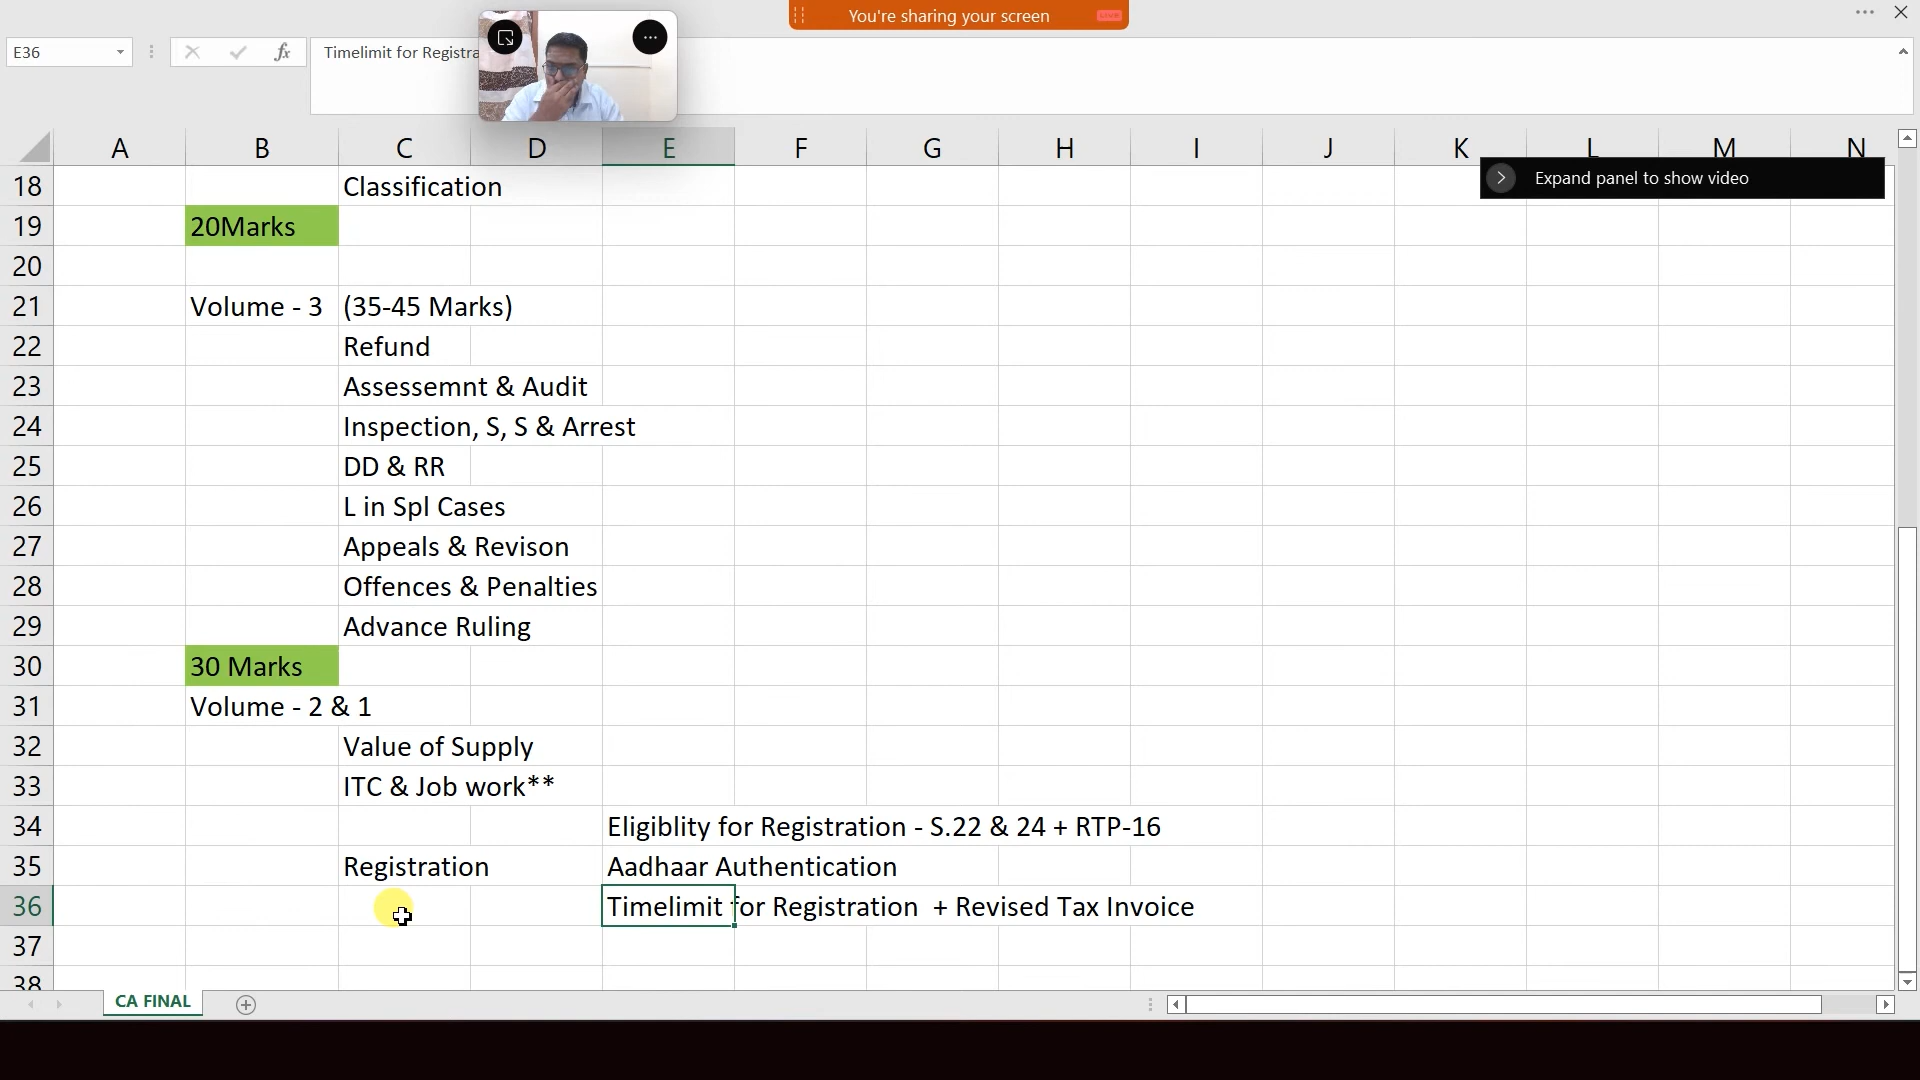 You're sharing your screen LIVE
E36 fx Timelimit for Registra
Expand panel to show video
A B C D E F G H I J K L M N
18 Classification
19 20Marks
20
21 Volume - 3 (35-45 Marks)
22 Refund
23 Assessemnt & Audit
24 Inspection, S, S & Arrest
25 DD & RR
26 L in Spl Cases
27 Appeals & Revison
28 Offences & Penalties
29 Advance Ruling
30 30 Marks
31 Volume - 2 & 1
32 Value of Supply
33 ITC & Job work**
34 Eligiblity for Registration - S.22 & 24 + RTP-16
35 Registration Aadhaar Authentication
36 Timelimit for Registration + Revised Tax Invoice
37
38
CA FINAL